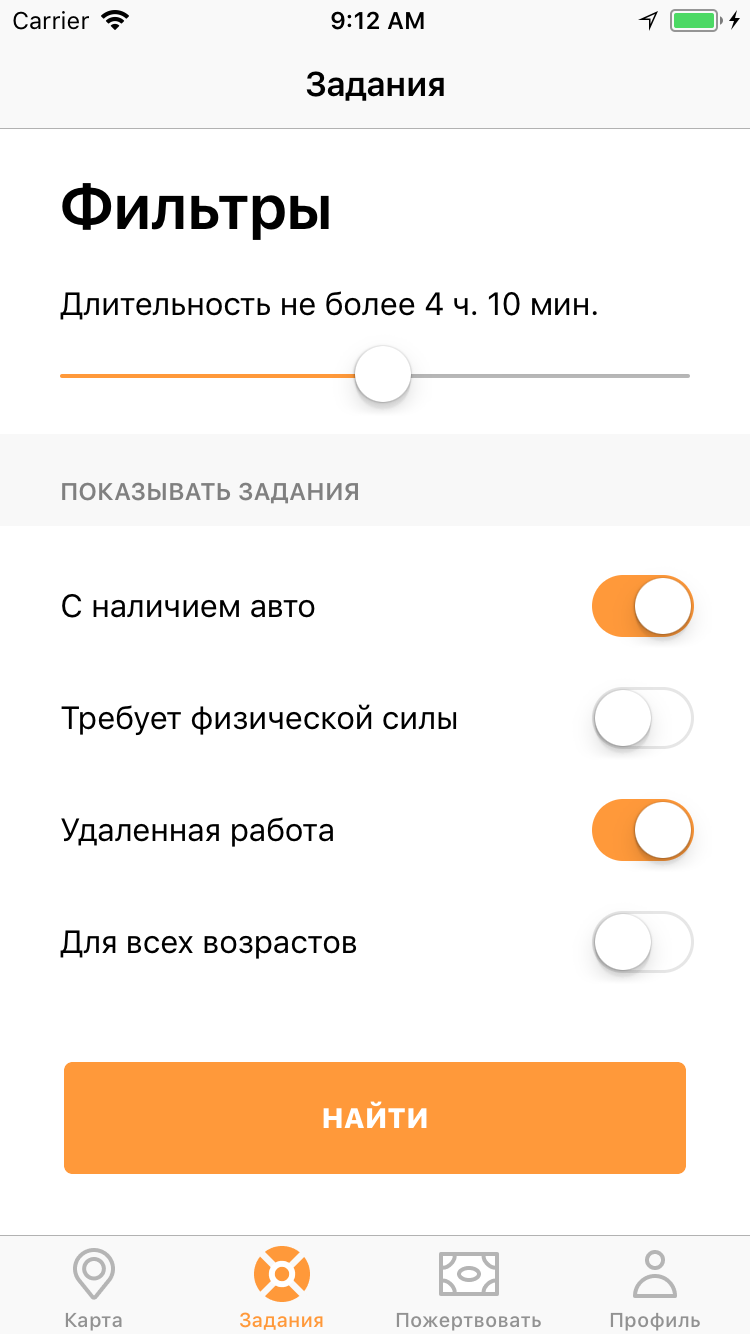 Carrier 9:12 AM
Задания
Фильтры
Длительность не более 4 ч. 10 мин.
ПОКАЗЫВАТЬ ЗАДАНИЯ
С наличием авто
Требует физической силы
Удаленная работа
Для всех возрастов
НАЙТИ
Карта Задания Пожертвовать Профиль